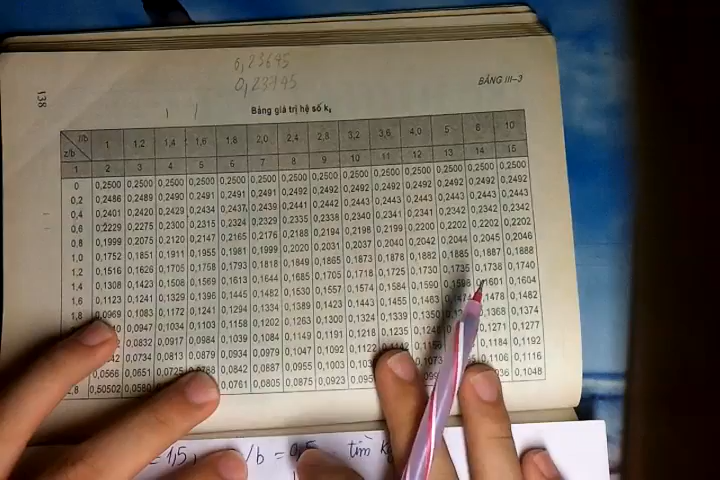 0,23645
0,23745
138
BẢNG III–3
Bảng giá trị hệ số k₀
l/b 1 1,2 1,4 1,6 1,8 2,0 2,4 2,8 3,2 3,6 4,0 5 6 10
z/b
1 2 3 4 5 6 7 8 9 10 11 12 13 14 15
0 0,2500 0,2500 0,2500 0,2500 0,2500 0,2500 0,2500 0,2500 0,2500 0,2500 0,2500 0,2500 0,2500 0,2500
0,2 0,2486 0,2489 0,2490 0,2491 0,2491 0,2491 0,2492 0,2492 0,2492 0,2492 0,2492 0,2492 0,2492 0,2492
0,4 0,2401 0,2420 0,2429 0,2434 0,2437 0,2439 0,2441 0,2442 0,2443 0,2443 0,2443 0,2443 0,2443 0,2443
0,6 0,2229 0,2275 0,2300 0,2315 0,2324 0,2329 0,2335 0,2338 0,2340 0,2341 0,2341 0,2342 0,2342 0,2342
0,8 0,1999 0,2075 0,2120 0,2147 0,2165 0,2176 0,2188 0,2194 0,2198 0,2199 0,2200 0,2202 0,2202 0,2202
1,0 0,1752 0,1851 0,1911 0,1955 0,1981 0,1999 0,2020 0,2031 0,2037 0,2040 0,2042 0,2044 0,2045 0,2046
1,2 0,1516 0,1626 0,1705 0,1758 0,1793 0,1818 0,1849 0,1865 0,1873 0,1878 0,1882 0,1885 0,1887 0,1888
1,4 0,1308 0,1423 0,1508 0,1569 0,1613 0,1644 0,1685 0,1705 0,1718 0,1725 0,1730 0,1735 0,1738 0,1740
1,6 0,1123 0,1241 0,1329 0,1396 0,1445 0,1482 0,1530 0,1557 0,1574 0,1584 0,1590 0,1598 0,1601 0,1604
1,8 0,0969 0,1083 0,1172 0,1241 0,1294 0,1334 0,1389 0,1423 0,1443 0,1455 0,1463 0,1474 0,1478 0,1482
0,0947 0,1034 0,1103 0,1158 0,1202 0,1263 0,1300 0,1324 0,1339 0,1350 0,1368 0,1374
0,0832 0,0917 0,0984 0,1039 0,1084 0,1149 0,1191 0,1218 0,1235 0,1271 0,1277
0,0734 0,0813 0,0879 0,0934 0,0979 0,1047 0,1092 0,1122 0,1142 0,1156 0,1184 0,1192
0,0566 0,0651 0,0725 0,0788 0,0842 0,0887 0,0955 0,1003 0,1073 0,1106 0,1116
0,50502 0,0580 0,0761 0,0805 0,0875 0,0923 0,1048
= 1,5, /b = 0,5 tìm